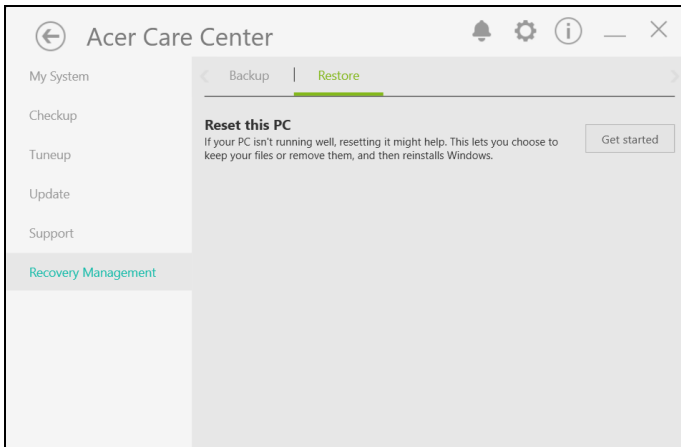 Acer Care Center
My System
Checkup
Tuneup
Update
Support
Recovery Management
Backup | Restore
Reset this PC
If your PC isn't running well, resetting it might help. This lets you choose to
keep your files or remove them, and then reinstalls Windows.
Get started